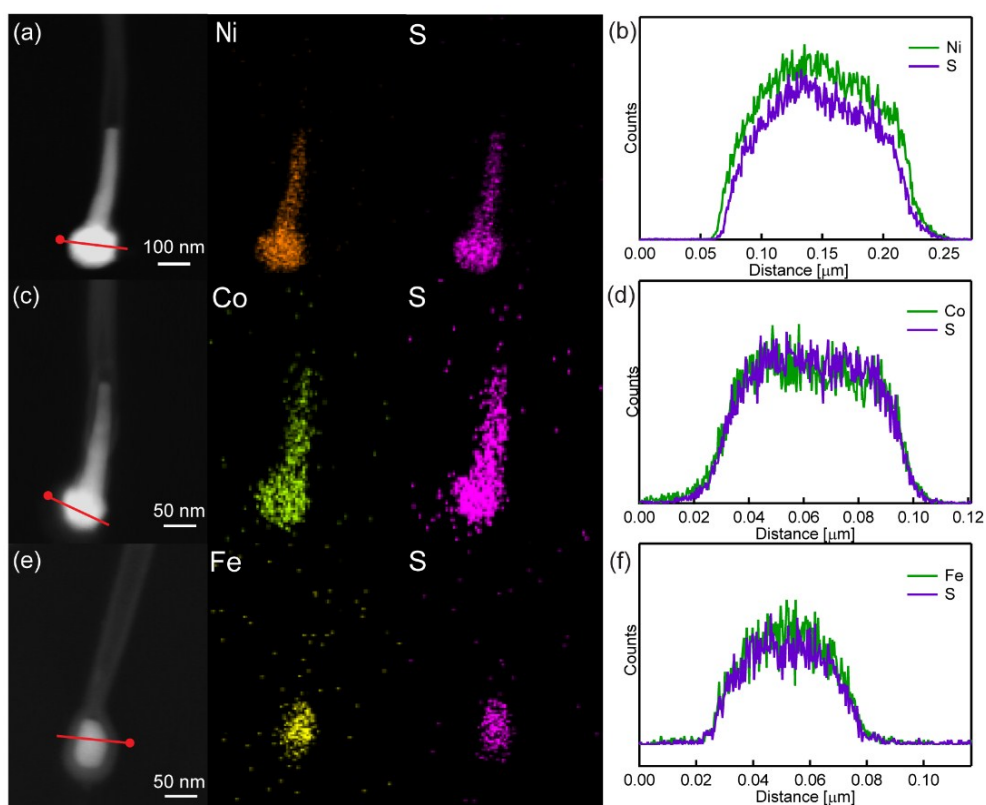 (a)
Ni
S
100 nm
(b)
Ni
S
Counts
0.00 0.05 0.10 0.15 0.20 0.25
Distance [μm]
(c)
Co
S
50 nm
(d)
Co
S
Counts
0.00 0.02 0.04 0.06 0.08 0.10 0.12
Distance [μm]
(e)
Fe
S
50 nm
(f)
Fe
S
Counts
0.00 0.02 0.04 0.06 0.08 0.10
Distance [μm]